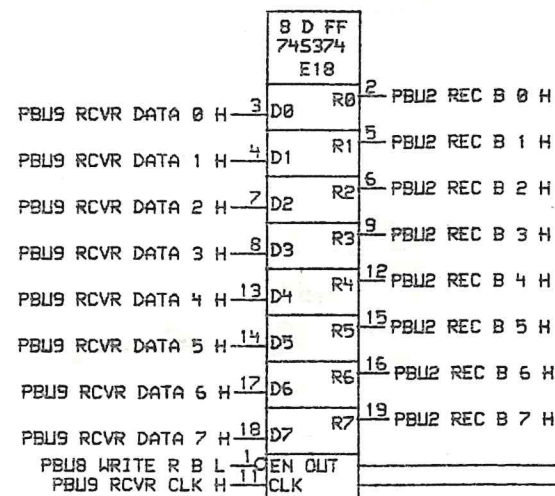 8 D FF
74S374
E18
PBU9 RCVR DATA 0 H 3 D0 R0 2 PBU2 REC B 0 H
PBU9 RCVR DATA 1 H 4 D1 R1 5 PBU2 REC B 1 H
PBU9 RCVR DATA 2 H 7 D2 R2 6 PBU2 REC B 2 H
PBU9 RCVR DATA 3 H 8 D3 R3 9 PBU2 REC B 3 H
PBU9 RCVR DATA 4 H 13 D4 R4 12 PBU2 REC B 4 H
PBU9 RCVR DATA 5 H 14 D5 R5 15 PBU2 REC B 5 H
PBU9 RCVR DATA 6 H 17 D6 R6 16 PBU2 REC B 6 H
PBU9 RCVR DATA 7 H 18 D7 R7 19 PBU2 REC B 7 H
PBU8 WRITE R B L 1 EN OUT
PBU9 RCVR CLK H 11 CLK